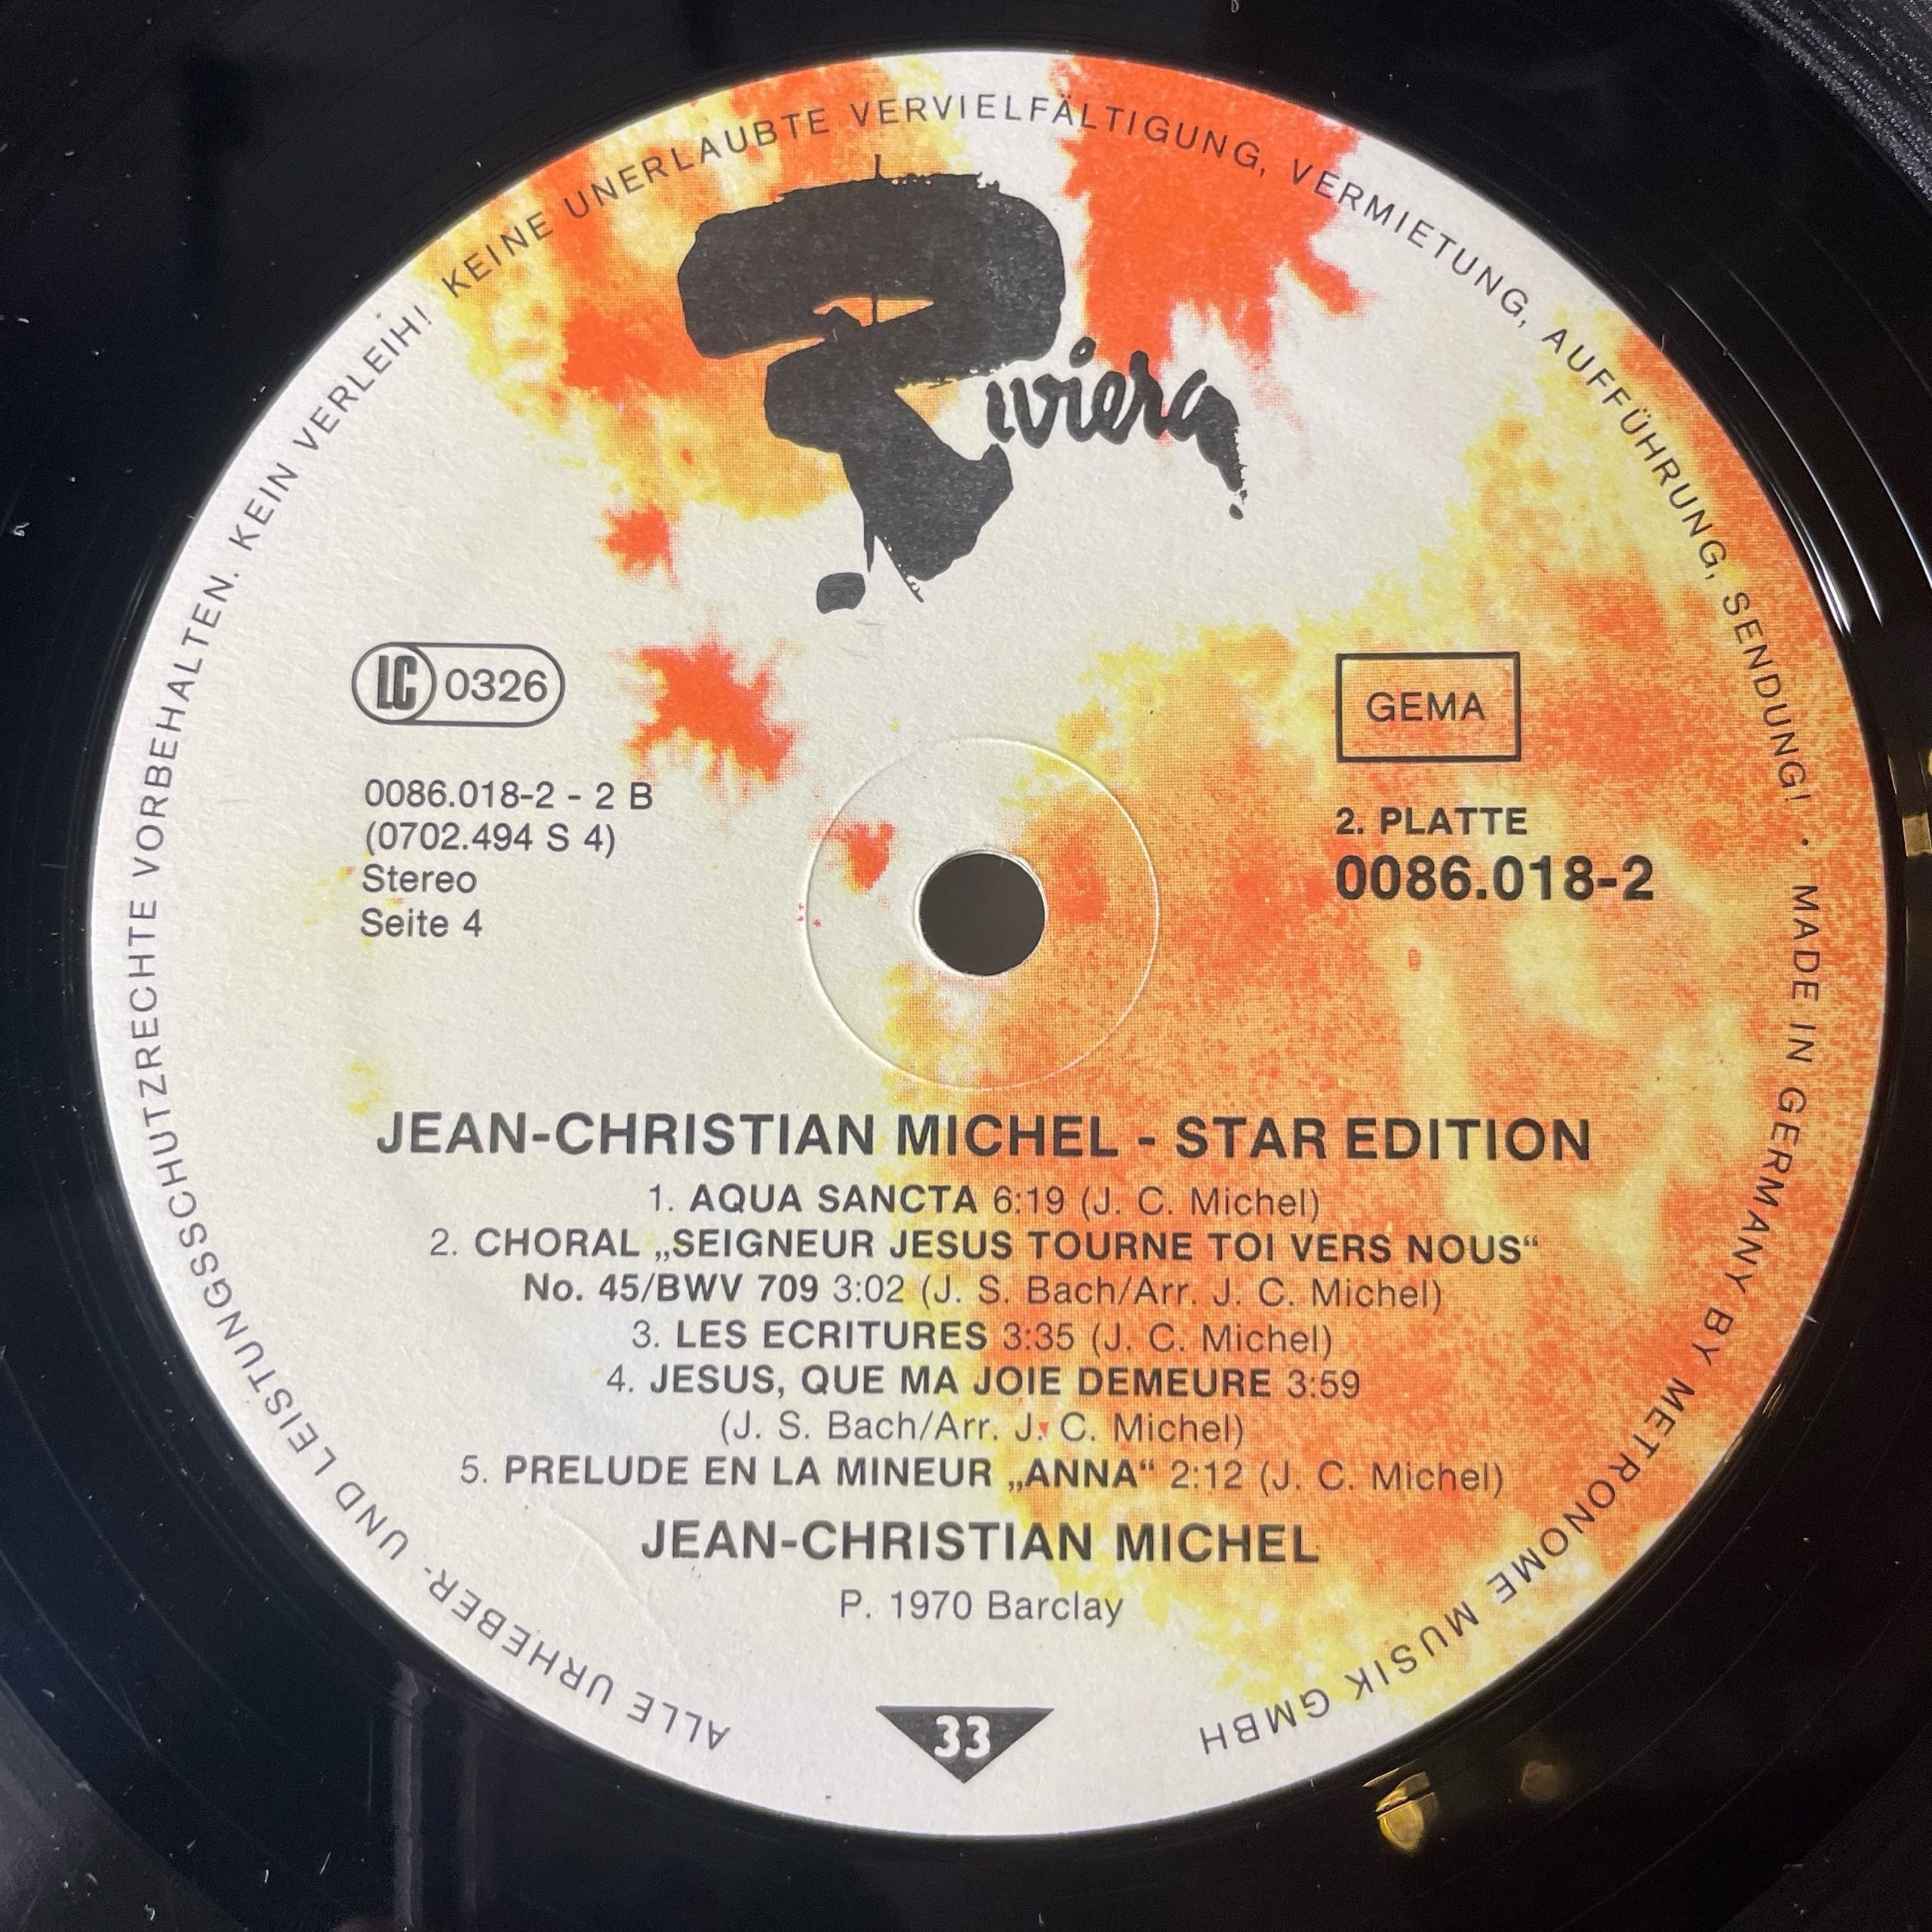 ALLE URHEBER- UND LEISTUNGSSCHUTZRECHTE VORBEHALTEN. KEIN VERLEIH! KEINE UNERLAUBTE VERVIELFÄLTIGUNG, VERMIETUNG, AUFFÜHRUNG, SENDUNG! · MADE IN GERMANY BY METRONOME MUSIK GMBH
Riviera
LC 0326
GEMA
0086.018-2 - 2 B
(0702.494 S 4)
Stereo
Seite 4
2. PLATTE
0086.018-2
JEAN-CHRISTIAN MICHEL - STAR EDITION
1. AQUA SANCTA 6:19 (J. C. Michel)
2. CHORAL „SEIGNEUR JESUS TOURNE TOI VERS NOUS“
No. 45/BWV 709 3:02 (J. S. Bach/Arr. J. C. Michel)
3. LES ECRITURES 3:35 (J. C. Michel)
4. JESUS, QUE MA JOIE DEMEURE 3:59
(J. S. Bach/Arr. J. C. Michel)
5. PRELUDE EN LA MINEUR „ANNA“ 2:12 (J. C. Michel)
JEAN-CHRISTIAN MICHEL
P. 1970 Barclay
33